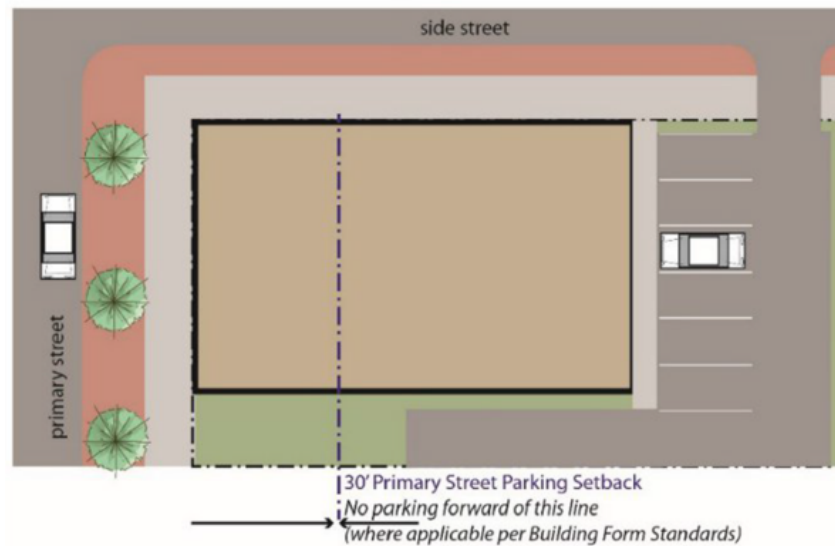 side street
primary street
30' Primary Street Parking Setback
No parking forward of this line
(where applicable per Building Form Standards)